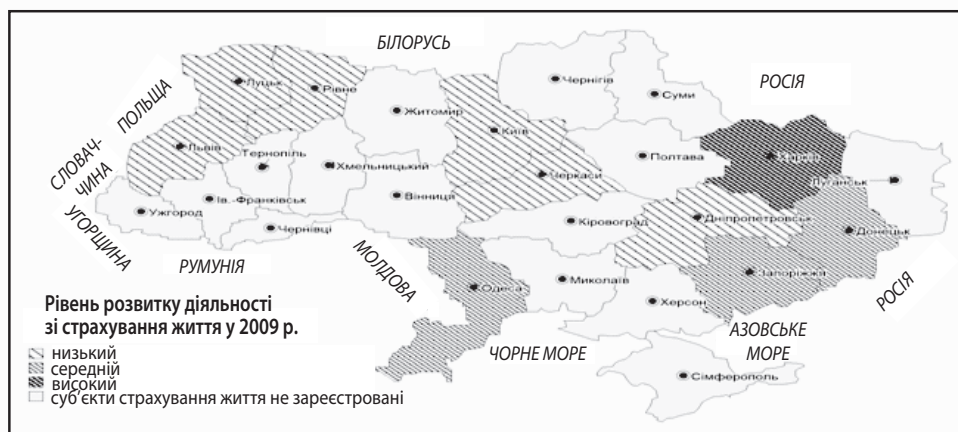 БІЛОРУСЬ
РОСІЯ
ПОЛЬЩА
СЛОВАЧ-
ЧИНА
УГОРЩИНА
РУМУНІЯ
МОЛДОВА
ЧОРНЕ МОРЕ
АЗОВСЬКЕ
МОРЕ
РОСІЯ
Луцьк
Рівне
Житомир
Київ
Чернігів
Суми
Львів
Тернопіль
Хмельницький
Вінниця
Черкаси
Полтава
Харків
Луганськ
Ужгород
Ів.-Франківськ
Чернівці
Кіровоград
Дніпропетровськ
Донецьк
Запоріжжя
Одеса
Миколаїв
Херсон
Сімферополь
Рівень розвитку діяльності
зі страхування життя у 2009 р.
низький
середній
високий
суб'єкти страхування життя не зареєстровані